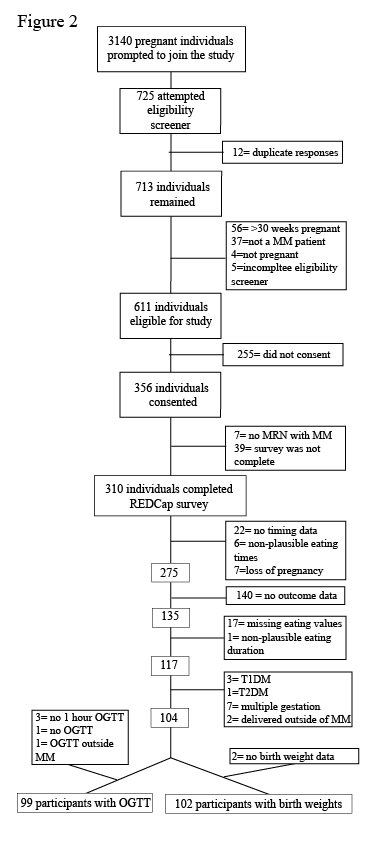 Figure 2
3140 pregnant individuals
prompted to join the study
725 attempted
eligibility
screener
12= duplicate responses
713 individuals
remained
56= >30 weeks pregnant
37=not a MM patient
4=not pregnant
5=incompltee eligibility
screener
611 individuals
eligible for study
255= did not consent
356 individuals
consented
7= no MRN with MM
39= survey was not
complete
310 individuals completed
REDCap survey
22= no timing data
6= non-plausible eating
times
7=loss of pregnancy
275
140 = no outcome data
135
17= missing eating values
1= non-plausible eating
duration
117
3= T1DM
1=T2DM
7= multiple gestation
2= delivered outside of MM
104
3= no 1 hour OGTT
1= no OGTT
1= OGTT outside
MM
2= no birth weight data
99 participants with OGTT
102 participants with birth weights